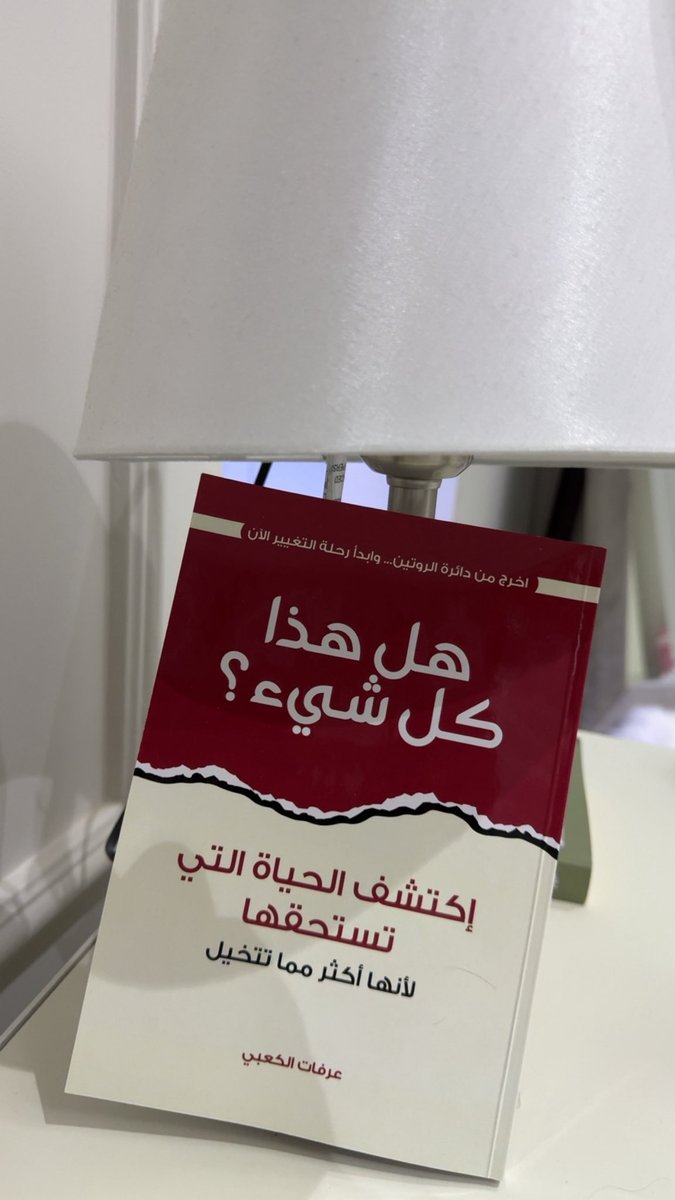 اخرج من دائرة الروتين... وابدأ رحلة التغيير الآن
هل هذا
كل شيء؟
إكتشف الحياة التي
تستحقها
لأنها أكثر مما تتخيل
عرفات الكعبي